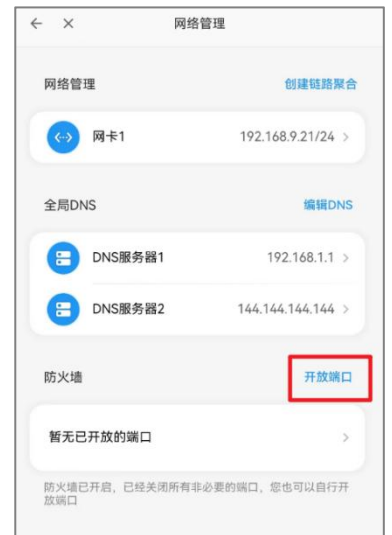 网络管理
网络管理 创建链路聚合
网卡1 192.168.9.21/24
全局DNS 编辑DNS
DNS服务器1 192.168.1.1
DNS服务器2 144.144.144.144
防火墙 开放端口
暂无已开放的端口
防火墙已开启，已经关闭所有非必要的端口，您也可以自行开
放端口